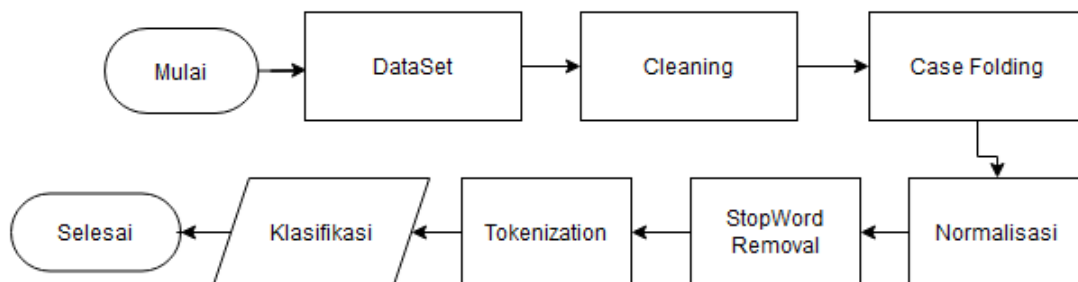 Mulai
DataSet
Cleaning
Case Folding
Normalisasi
StopWord
Removal
Tokenization
Klasifikasi
Selesai